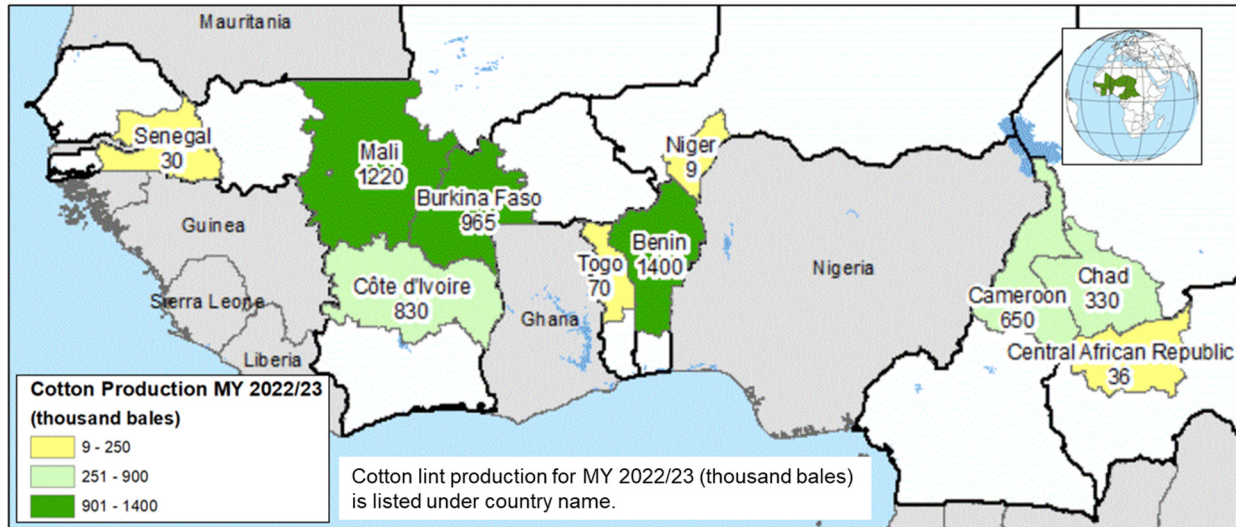 Mauritania
Senegal
30
Mali
1220
Niger
9
Burkina Faso
965
Guinea
Benin
1400
Togo
70
Nigeria
Chad
330
Cameroon
650
Sierra Leone
Côte d'Ivoire
830
Ghana
Liberia
Central African Republic
36
Cotton Production MY 2022/23
(thousand bales)
9 - 250
251 - 900
901 - 1400
Cotton lint production for MY 2022/23 (thousand bales)
is listed under country name.